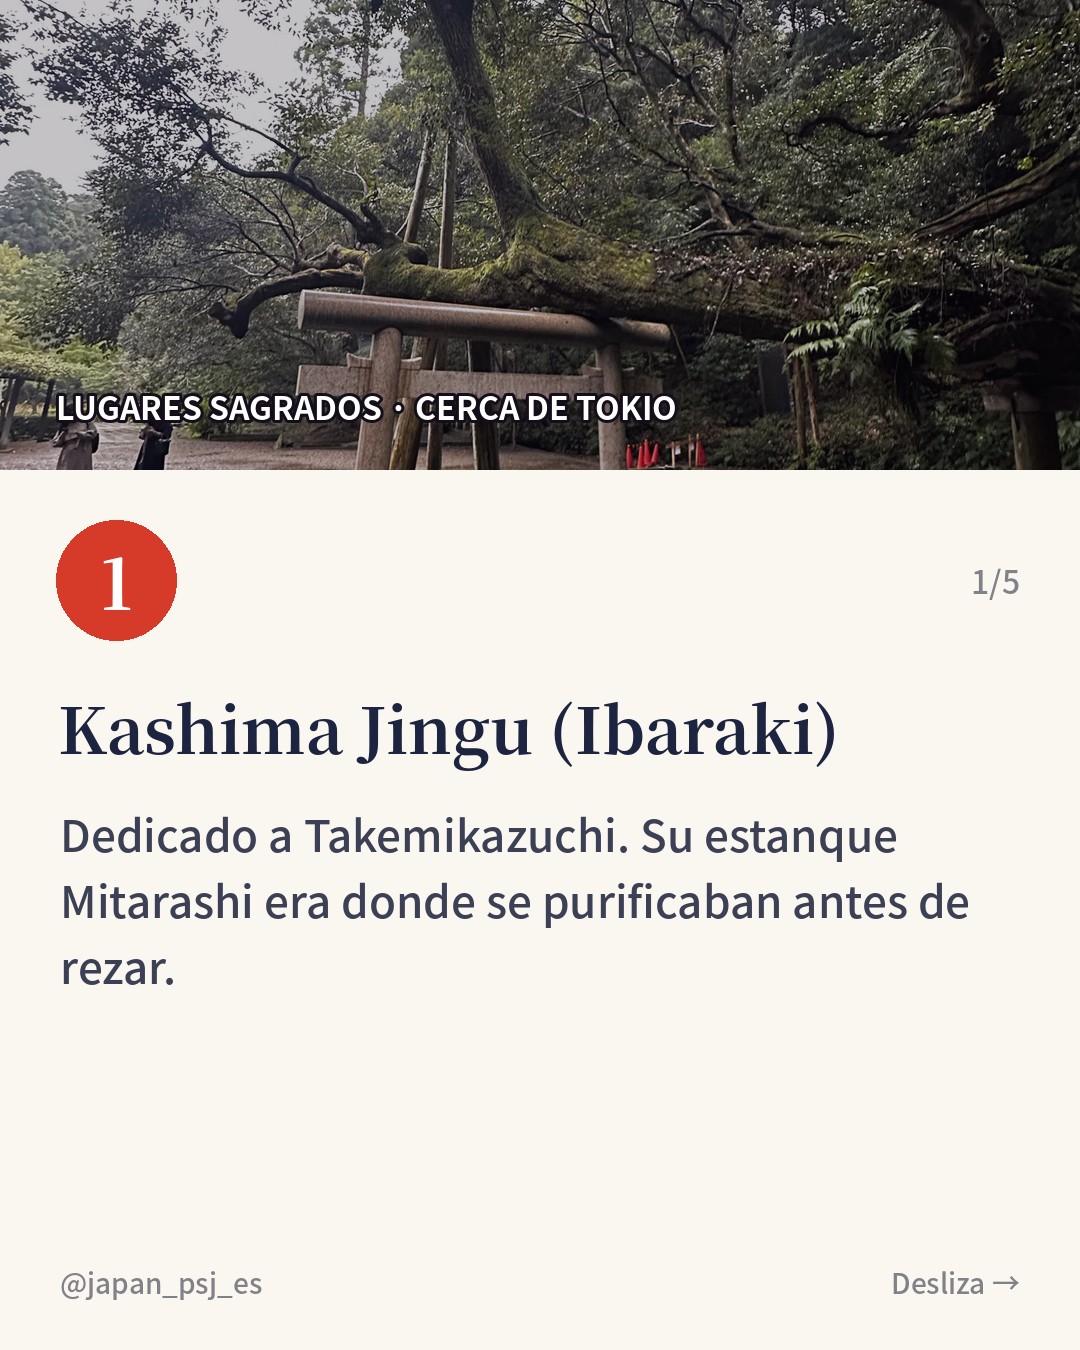 LUGARES SAGRADOS · CERCA DE TOKIO
1
1/5
Kashima Jingu (Ibaraki)
Dedicado a Takemikazuchi. Su estanque
Mitarashi era donde se purificaban antes de
rezar.
@japan_psj_es
Desliza →